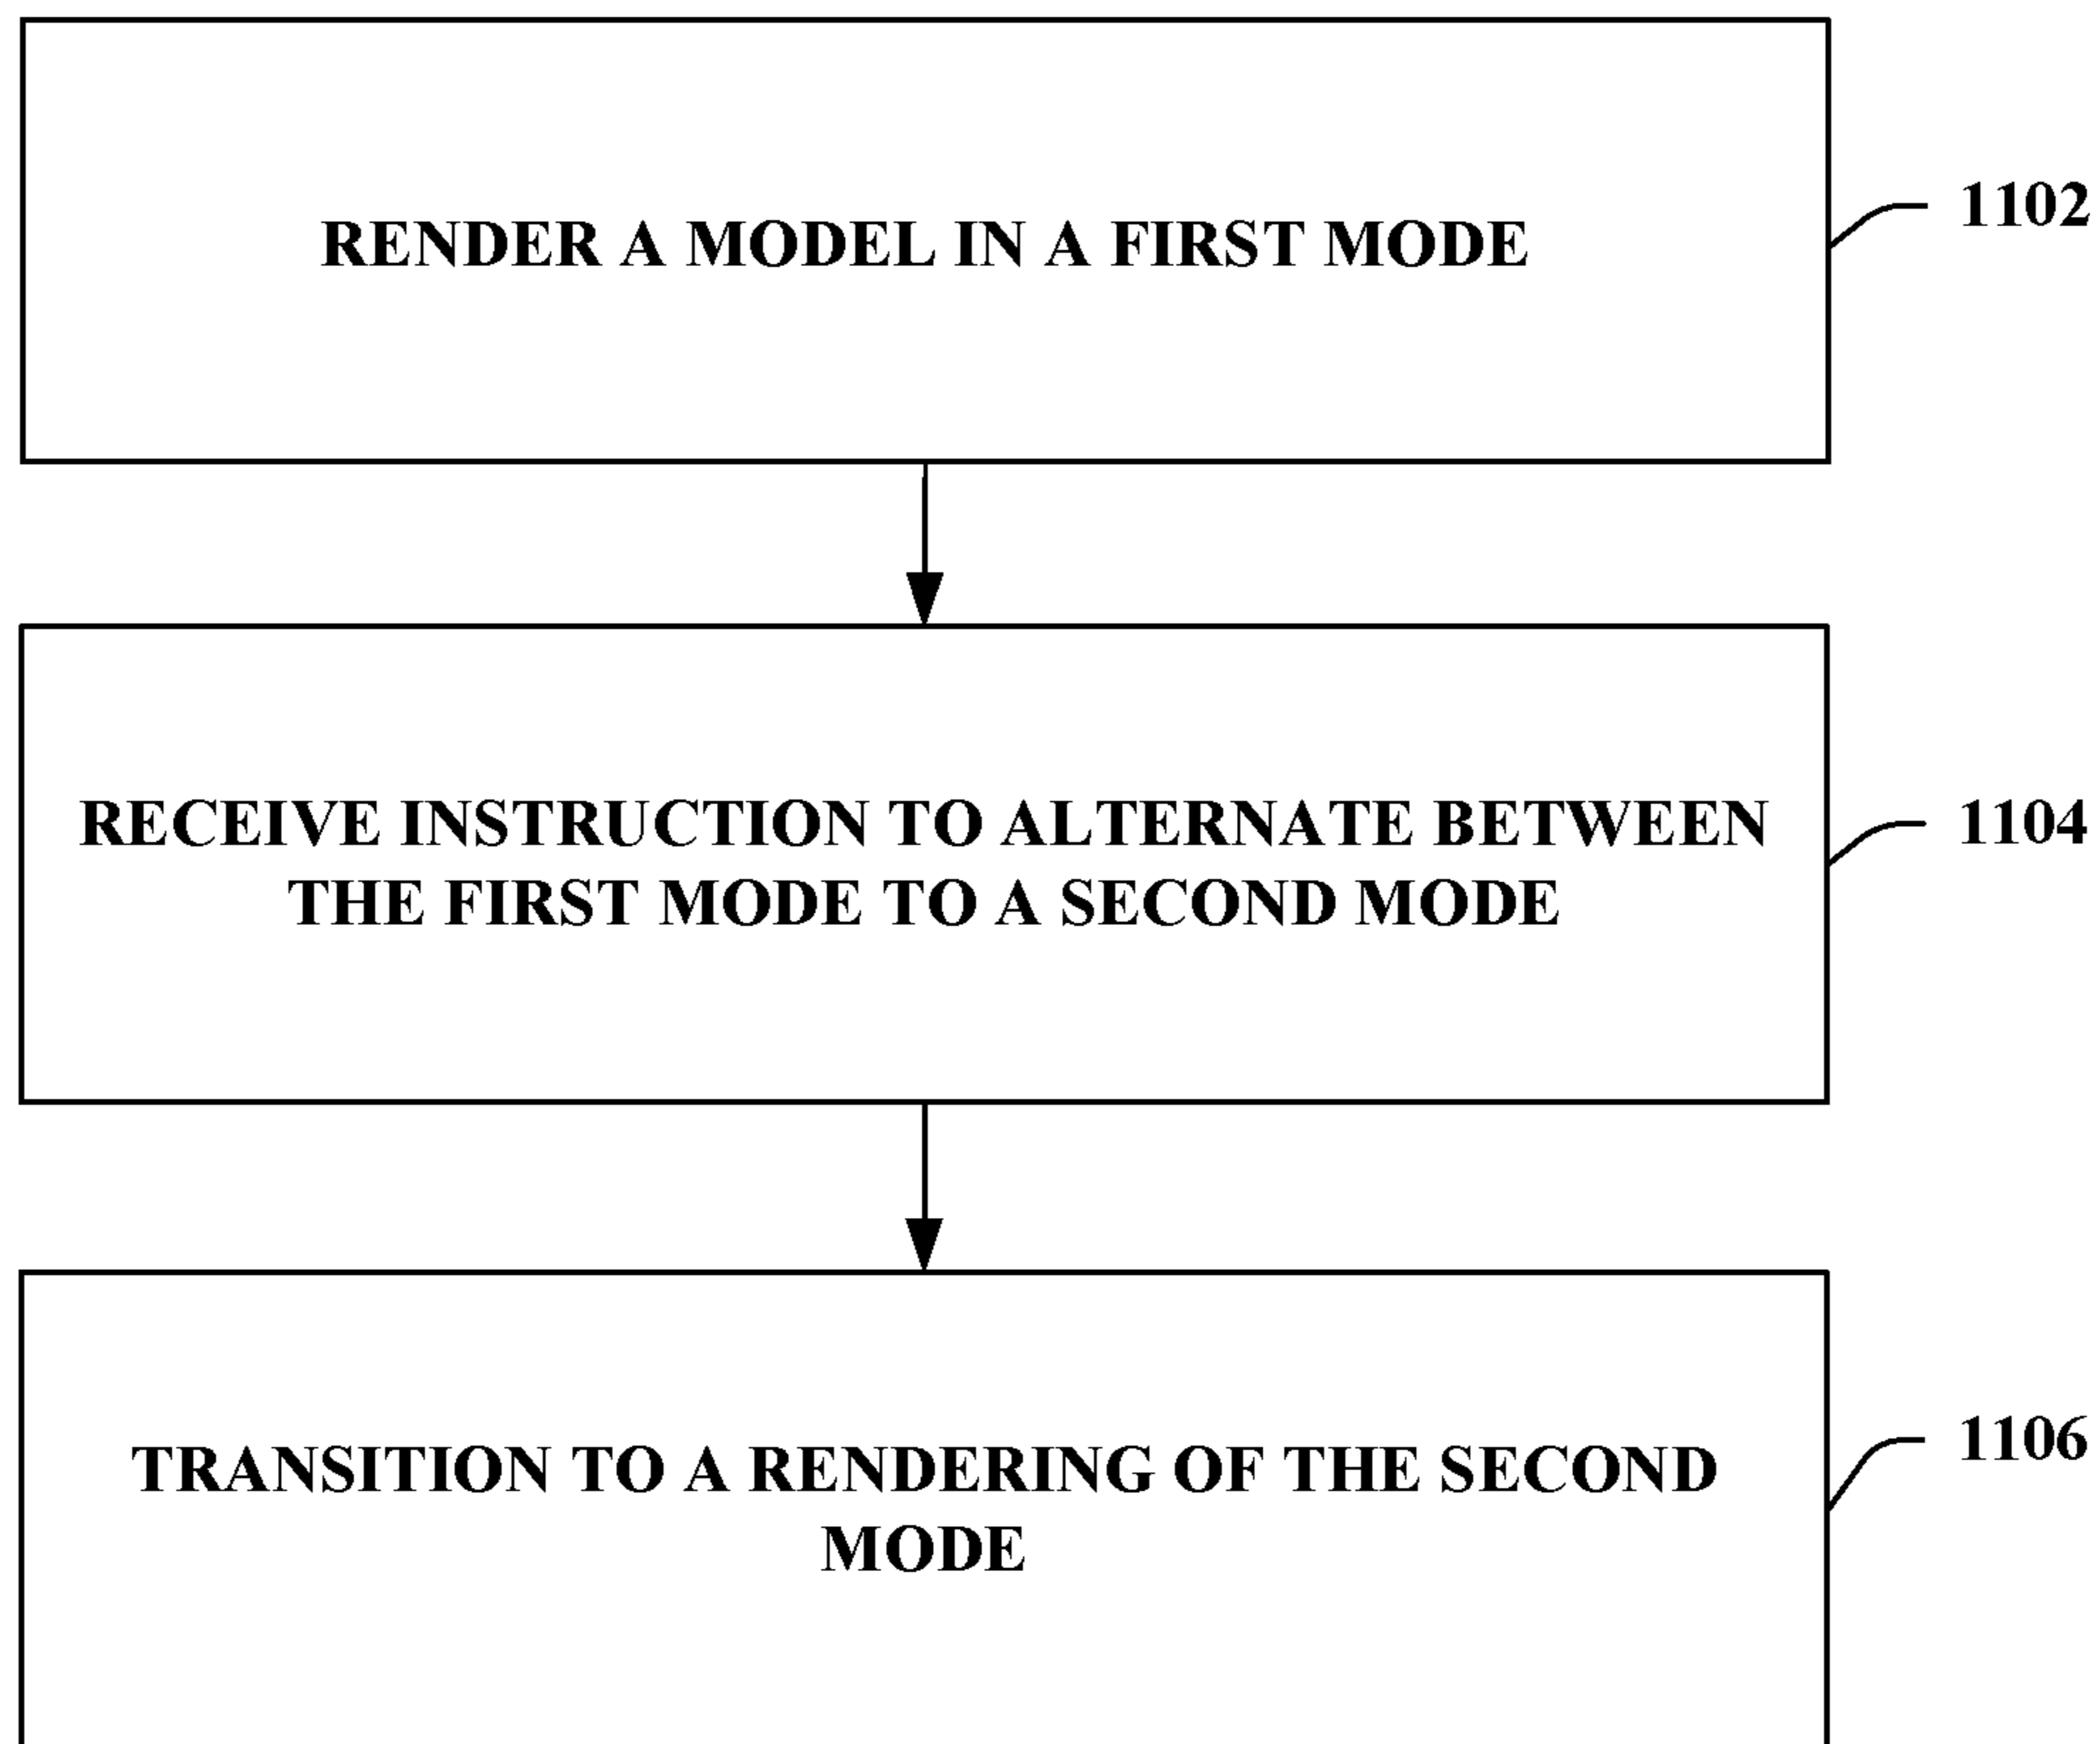 RENDER A MODEL IN A FIRST MODE
1102
RECEIVE INSTRUCTION TO ALTERNATE BETWEEN
THE FIRST MODE TO A SECOND MODE
1104
TRANSITION TO A RENDERING OF THE SECOND
MODE
1106